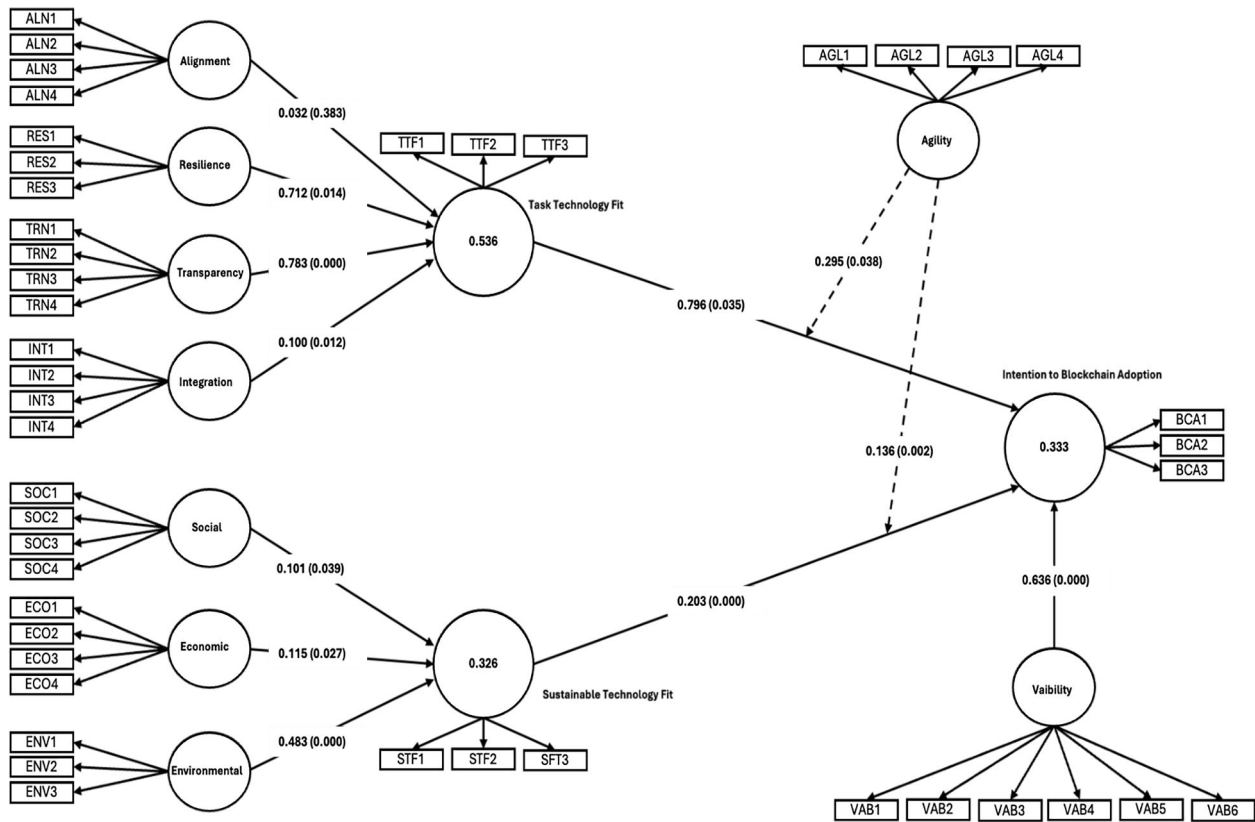 ALN1
ALN2
ALN3
ALN4
Alignment
0.032 (0.383)
RES1
RES2
RES3
Resilience
0.712 (0.014)
TRN1
TRN2
TRN3
TRN4
Transparency
0.783 (0.000)
INT1
INT2
INT3
INT4
Integration
0.100 (0.012)
TTF1
TTF2
TTF3
Task Technology Fit
0.536
0.796 (0.035)
AGL1
AGL2
AGL3
AGL4
Agility
0.295 (0.038)
0.136 (0.002)
Intention to Blockchain Adoption
0.333
BCA1
BCA2
BCA3
SOC1
SOC2
SOC3
SOC4
Social
0.101 (0.039)
ECO1
ECO2
ECO3
ECO4
Economic
0.115 (0.027)
ENV1
ENV2
ENV3
Environmental
0.483 (0.000)
0.326
Sustainable Technology Fit
STF1
STF2
SFT3
0.203 (0.000)
0.636 (0.000)
Vaibility
VAB1
VAB2
VAB3
VAB4
VAB5
VAB6